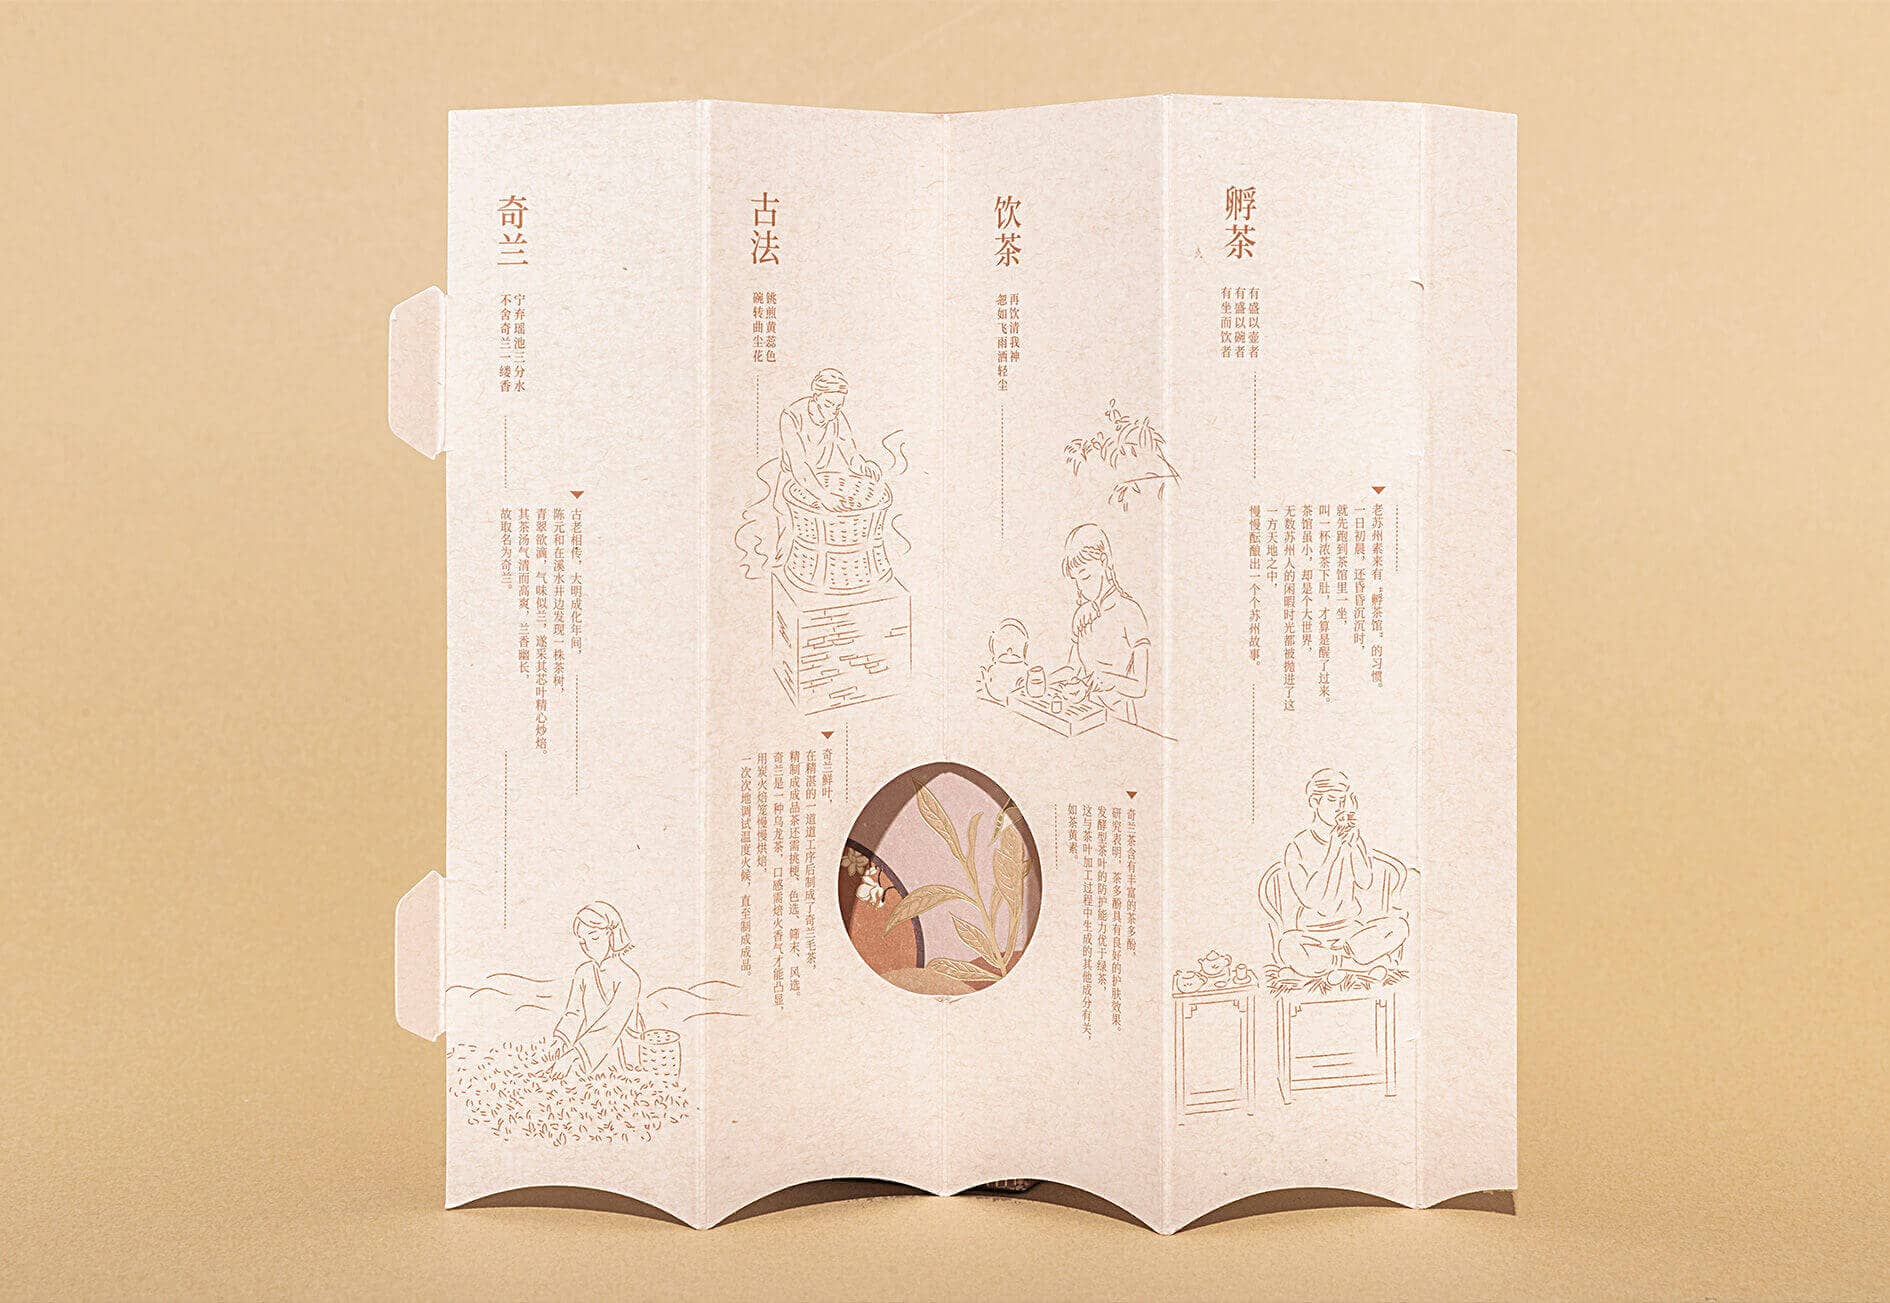 奇兰
宁弃瑶池三分水
不舍奇兰一缕香
古老相传，大明成化年间，
陈元和在溪水井边发现一株茶树，
青翠欲滴，气味似兰，遂采其芯叶精心炒焙。
其茶汤气清而高爽，兰香幽长，
故取名为奇兰。
古法
铫煎黄蕊色
碗转曲尘花
奇兰鲜叶，
在精湛的一道道工序后制成了奇兰毛茶，
精制成成品茶还需挑梗、色选、筛末、风选。
奇兰是一种乌龙茶，口感需焙火香气才能凸显，
用炭火焙笼慢慢烘焙，
一次次地调试温度火候，直至制成成品。
饮茶
再饮清我神
忽如飞雨洒轻尘
奇兰茶含有丰富的茶多酚，
研究表明，茶多酚具有良好的护肤效果。
发酵型茶叶的防护能力优于绿茶，
这与茶叶加工过程中生成的其他成分有关，
如茶黄素。
孵茶
有盛以壶者
有盛以碗者
有坐而饮者
老苏州素来有“孵茶馆”的习惯。
一日初晨，还昏昏沉沉时，
就先跑到茶馆里一坐，
叫一杯浓茶下肚，才算是醒了过来。
茶馆虽小，却是个大世界，
无数苏州人的闲暇时光都被抛进了这
一方天地之中，
慢慢酝酿出一个个苏州故事。